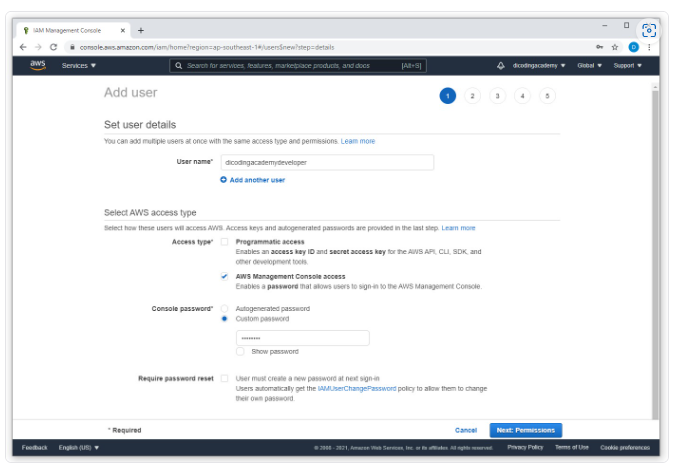 IAM Management Console
console.aws.amazon.com/iam/home?region=ap-southeast-1#/users$new?step=details
D
aws
Services
Search for services, features, marketplace products, and docs
[Alt+S]
dicodingacademy
Global
Support
Add user
1
2
3
4
5
Set user details
You can add multiple users at once with the same access type and permissions. Learn more
User name*
dicodingacademydeveloper
Add another user
Select AWS access type
Select how these users will access AWS. Access keys and autogenerated passwords are provided in the last step. Learn more
Access type*
Programmatic access
Enables an access key ID and secret access key for the AWS API, CLI, SDK, and
other development tools.
AWS Management Console access
Enables a password that allows users to sign-in to the AWS Management Console.
Console password*
Autogenerated password
Custom password
••••••••
Show password
Require password reset
User must create a new password at next sign-in
Users automatically get the IAMUserChangePassword policy to allow them to change
their own password.
* Required
Cancel
Next: Permissions
Feedback
English (US)
© 2008 - 2021, Amazon Web Services, Inc. or its affiliates. All rights reserved.
Privacy Policy
Terms of Use
Cookie preferences